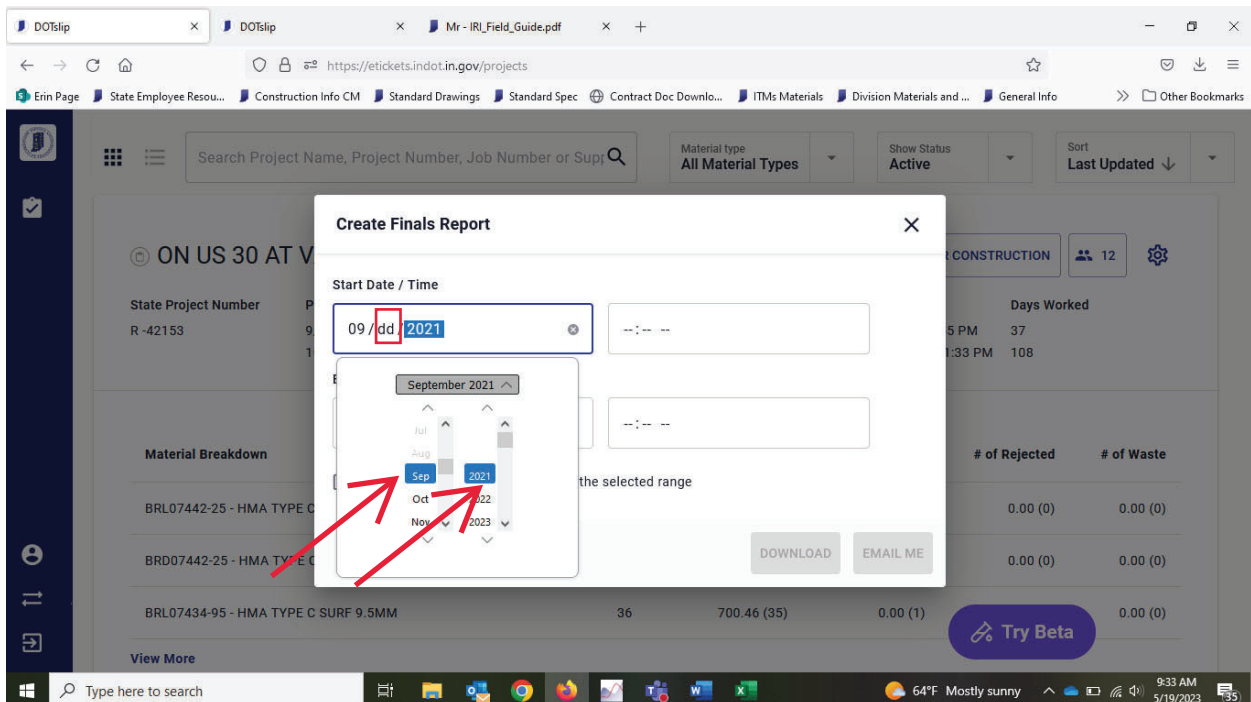 DOTslip
DOTslip
Mr - IRI_Field_Guide.pdf
https://etickets.indot.in.gov/projects
Erin Page
State Employee Resou...
Construction Info CM
Standard Drawings
Standard Spec
Contract Doc Downlo...
ITMs Materials
Division Materials and ...
General Info
Other Bookmarks
Search Project Name, Project Number, Job Number or Supp
Material type
All Material Types
Show Status
Active
Sort
Last Updated
ON US 30 AT V
CONSTRUCTION
12
State Project Number
R -42153
Days Worked
5 PM 37
1:33 PM 108
Create Finals Report
Start Date / Time
09 / dd / 2021
--:-- --
September 2021
Jul
Aug
Sep 2021
Oct 2022
Nov 2023
--:-- --
the selected range
DOWNLOAD
EMAIL ME
Material Breakdown
# of Rejected
# of Waste
BRL07442-25 - HMA TYPE C
0.00 (0)
0.00 (0)
BRD07442-25 - HMA TYPE C
0.00 (0)
0.00 (0)
BRL07434-95 - HMA TYPE C SURF 9.5MM
36
700.46 (35)
0.00 (1)
0.00 (0)
Try Beta
View More
Type here to search
64°F Mostly sunny
9:33 AM
5/19/2023
35